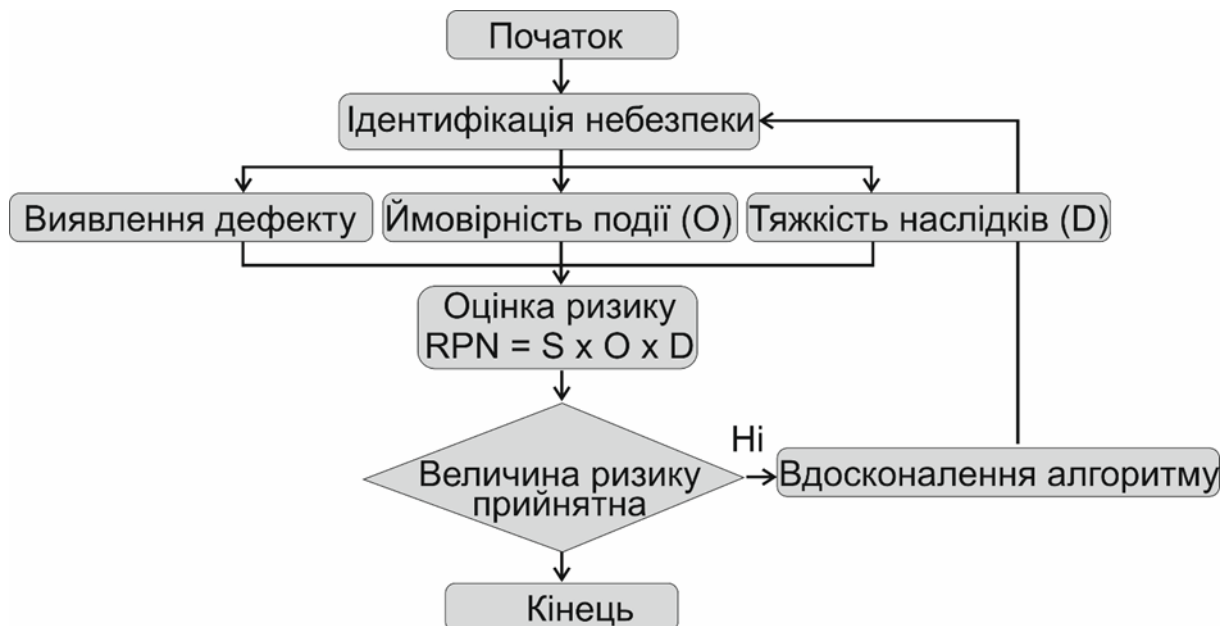 Початок
Ідентифікація небезпеки
Виявлення дефекту
Ймовірність події (О)
Тяжкість наслідків (D)
Оцінка ризику
RPN = S x O x D
Ні
Величина ризику
прийнятна
Вдосконалення алгоритму
Кінець